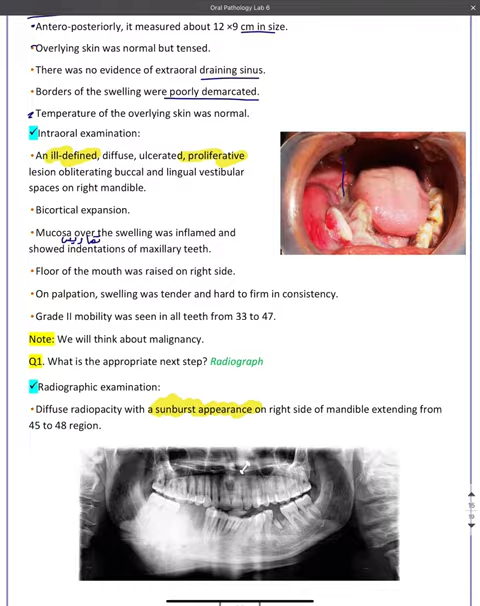 Oral Pathology Lab 6
•Antero-posteriorly, it measured about 12 ×9 cm in size.
•Overlying skin was normal but tensed.
•There was no evidence of extraoral draining sinus.
•Borders of the swelling were poorly demarcated.
•Temperature of the overlying skin was normal.
✓Intraoral examination:
•An ill-defined, diffuse, ulcerated, proliferative
lesion obliterating buccal and lingual vestibular
spaces on right mandible.
•Bicortical expansion.
•Mucosa over the swelling was inflamed and
showed indentations of maxillary teeth.
•Floor of the mouth was raised on right side.
•On palpation, swelling was tender and hard to firm in consistency.
•Grade II mobility was seen in all teeth from 33 to 47.
Note: We will think about malignancy.
Q1. What is the appropriate next step? Radiograph
✓Radiographic examination:
•Diffuse radiopacity with a sunburst appearance on right side of mandible extending from
45 to 48 region.
15
19